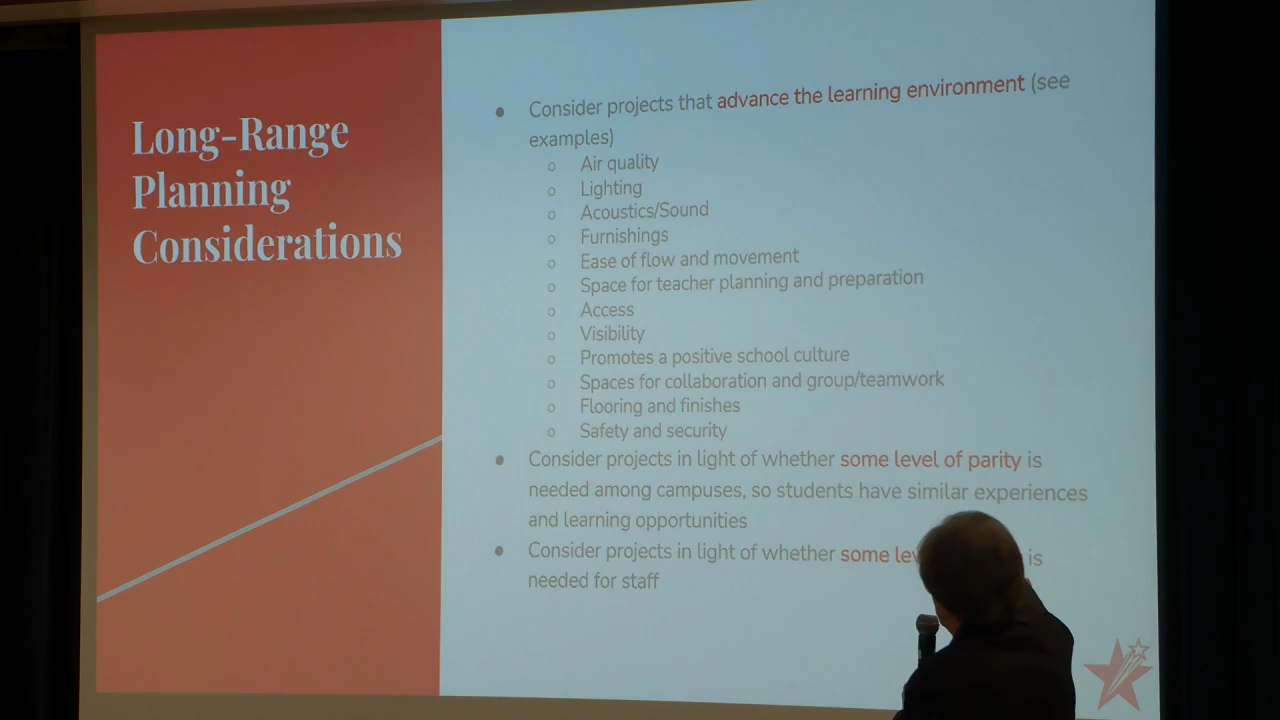 Long-Range
Planning
Considerations
● Consider projects that advance the learning environment (see
examples)
○ Air quality
○ Lighting
○ Acoustics/Sound
○ Furnishings
○ Ease of flow and movement
○ Space for teacher planning and preparation
○ Access
○ Visibility
○ Promotes a positive school culture
○ Spaces for collaboration and group/teamwork
○ Flooring and finishes
○ Safety and security
● Consider projects in light of whether some level of parity is
needed among campuses, so students have similar experiences
and learning opportunities
● Consider projects in light of whether some is
needed for staff